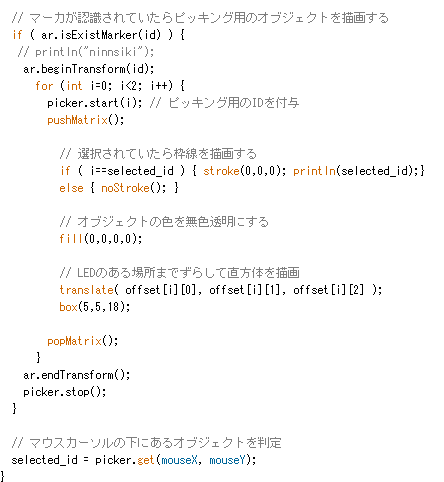 // マーカが認識されていたらピッキング用のオブジェクトを描画する
if ( ar.isExistMarker(id) ) {
// println("ninnsiki");
ar.beginTransform(id);
for (int i=0; i<2; i++) {
picker.start(i); // ピッキング用のIDを付与
pushMatrix();
// 選択されていたら枠線を描画する
if ( i==selected_id ) { stroke(0,0,0); println(selected_id);}
else { noStroke(); }
// オブジェクトの色を無色透明にする
fill(0,0,0,0);
// LEDのある場所までずらして直方体を描画
translate( offset[i][0], offset[i][1], offset[i][2] );
box(5,5,18);
popMatrix();
}
ar.endTransform();
picker.stop();
}
// マウスカーソルの下にあるオブジェクトを判定
selected_id = picker.get(mouseX, mouseY);
}